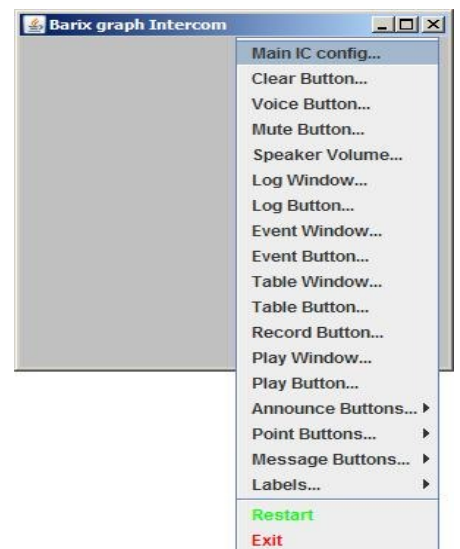 Barix graph Intercom
Main IC config...
Clear Button...
Voice Button...
Mute Button...
Speaker Volume...
Log Window...
Log Button...
Event Window...
Event Button...
Table Window...
Table Button...
Record Button...
Play Window...
Play Button...
Announce Buttons...
Point Buttons...
Message Buttons...
Labels...
Restart
Exit